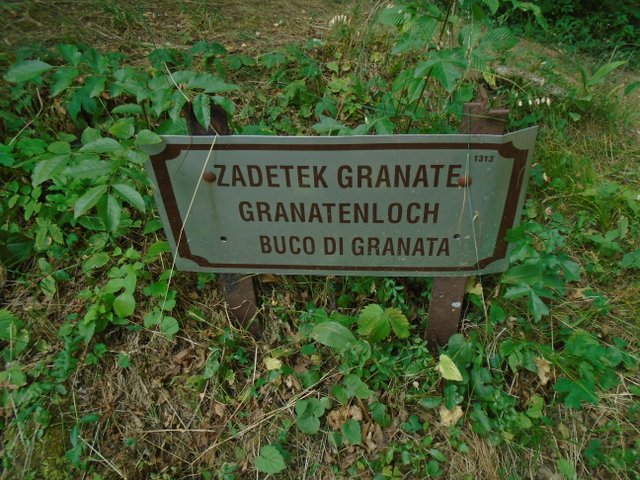 ZADETEK GRANATE 1313
GRANATENLOCH
BUCO DI GRANATA